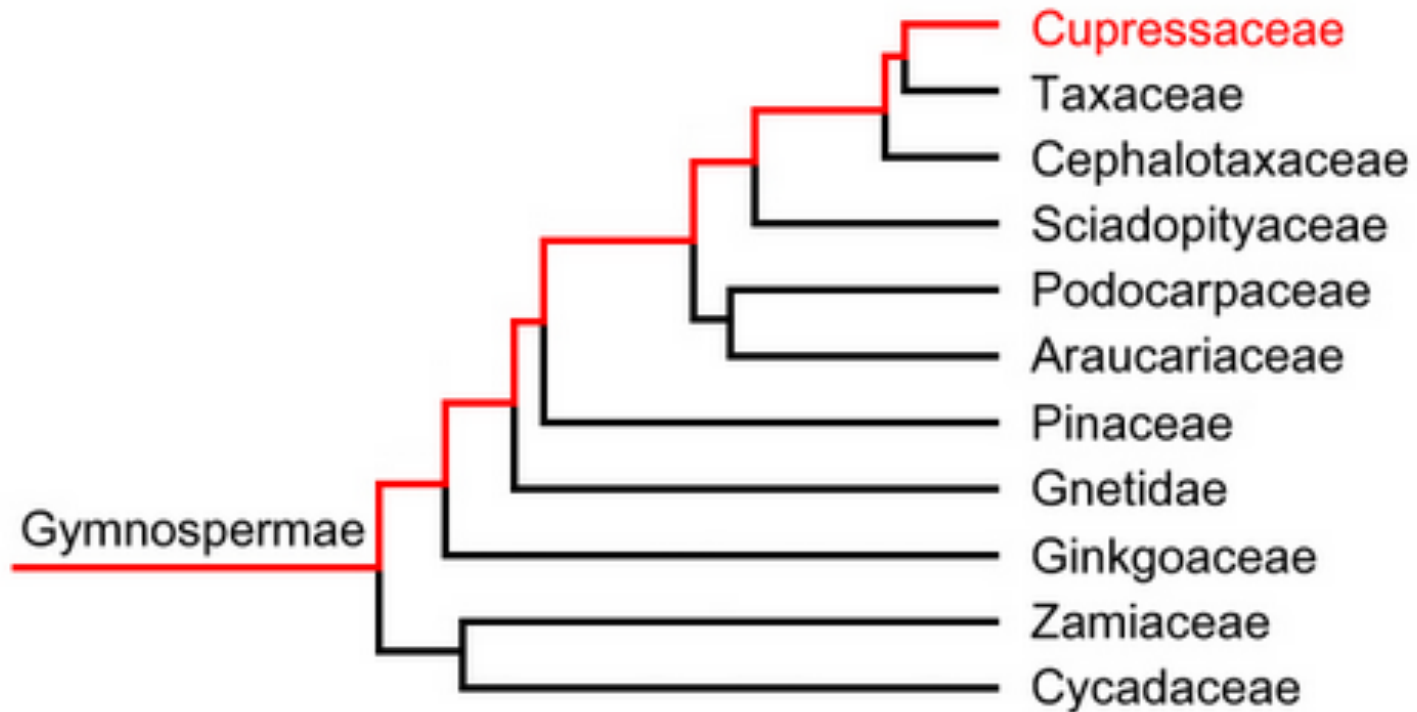 Cupressaceae
Taxaceae
Cephalotaxaceae
Sciadopityaceae
Podocarpaceae
Araucariaceae
Pinaceae
Gnetidae
Gymnospermae
Ginkgoaceae
Zamiaceae
Cycadaceae